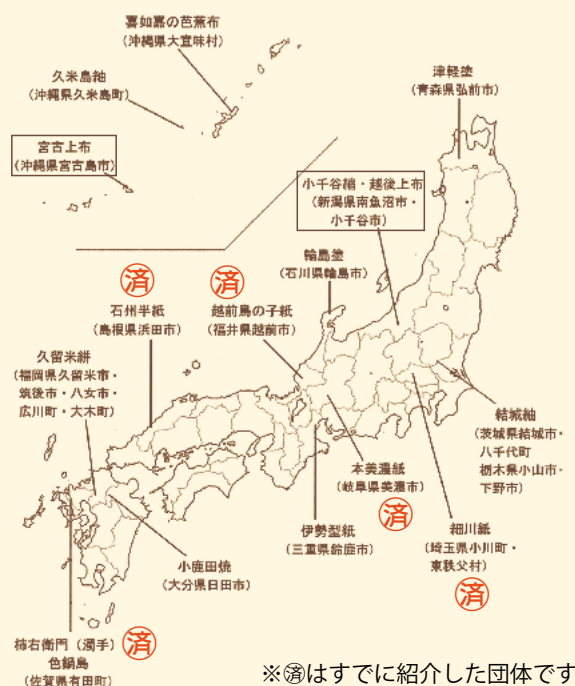 喜如嘉の芭蕉布
（沖縄県大宜味村）
久米島紬
（沖縄県久米島町）
宮古上布
（沖縄県宮古島市）
津軽塗
（青森県弘前市）
小千谷縮・越後上布
（新潟県南魚沼市・
小千谷市）
輪島塗
（石川県輪島市）
済
石州半紙
（島根県浜田市）
済
越前鳥の子紙
（福井県越前市）
久留米絣
（福岡県久留米市・
筑後市・八女市・
広川町・大木町）
結城紬
（茨城県結城市・
八千代町
栃木県小山市・
下野市）
本美濃紙
（岐阜県美濃市）
済
伊勢型紙
（三重県鈴鹿市）
細川紙
（埼玉県小川町・
東秩父村）
済
小鹿田焼
（大分県日田市）
柿右衛門（濁手）
色鍋島
（佐賀県有田町）
済
※済はすでに紹介した団体です